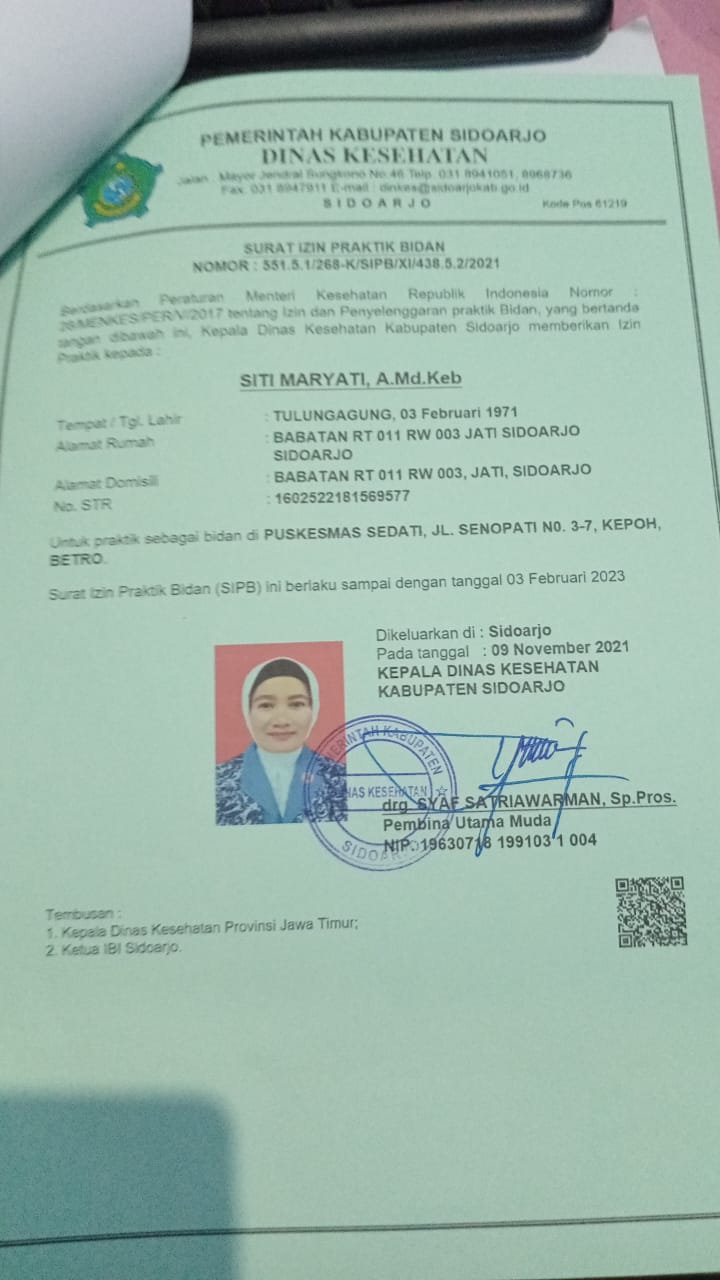 PEMERINTAH KABUPATEN SIDOARJO
DINAS KESEHATAN
Jalan : Mayor Jendral Sungkono No.46 Telp. 031 8941051, 8968736
Fax. 031 8947911 E-mail : dinkes@sidoarjokab.go.id
S I D O A R J O Kode Pos 61219
SURAT IZIN PRAKTIK BIDAN
NOMOR : 551.5.1/268-K/SIPB/XI/438.5.2/2021
Berdasarkan Peraturan Menteri Kesehatan Republik Indonesia Nomor :
28/MENKES/PER/V/2017 tentang Izin dan Penyelenggaran praktik Bidan, yang bertanda
tangan dibawah ini, Kepala Dinas Kesehatan Kabupaten Sidoarjo memberikan Izin
Praktik kepada :
SITI MARYATI, A.Md.Keb
Tempat / Tgl. Lahir : TULUNGAGUNG, 03 Februari 1971
Alamat Rumah : BABATAN RT 011 RW 003 JATI SIDOARJO
SIDOARJO
Alamat Domisili : BABATAN RT 011 RW 003, JATI, SIDOARJO
No. STR : 1602522181569577
Untuk praktik sebagai bidan di PUSKESMAS SEDATI, JL. SENOPATI N0. 3-7, KEPOH,
BETRO.
Surat Izin Praktik Bidan (SIPB) ini berlaku sampai dengan tanggal 03 Februari 2023
Dikeluarkan di : Sidoarjo
Pada tanggal : 09 November 2021
KEPALA DINAS KESEHATAN
KABUPATEN SIDOARJO
KABUPATEN
KESEHATAN
drg. SYAF SATRIAWARMAN, Sp.Pros.
Pembina Utama Muda
NIP. 19630718 199103 1 004
Tembusan :
1. Kepala Dinas Kesehatan Provinsi Jawa Timur;
2. Ketua IBI Sidoarjo.